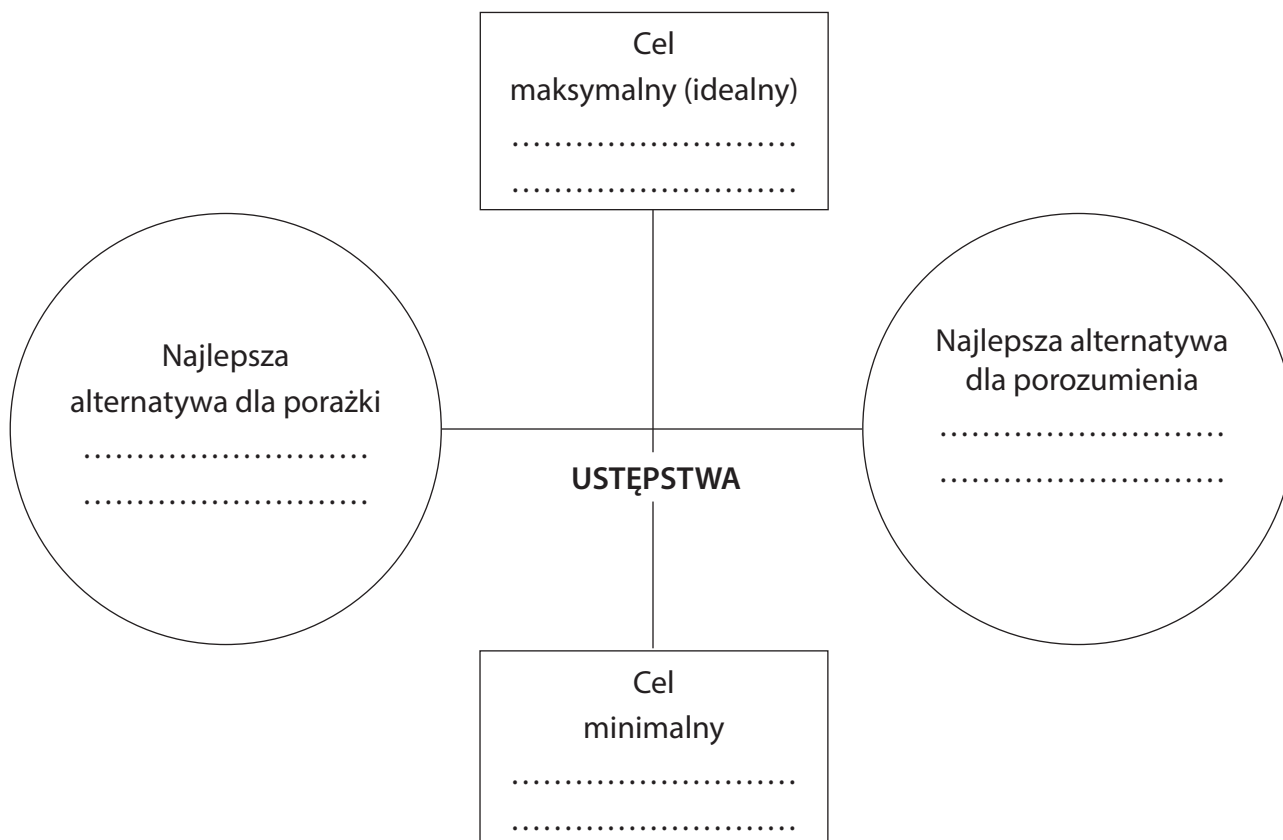 Cel
maksymalny (idealny)
...........................
...........................
Najlepsza
alternatywa dla porażki
...........................
...........................
Najlepsza alternatywa
dla porozumienia
...........................
...........................
USTĘPSTWA
Cel
minimalny
...........................
...........................